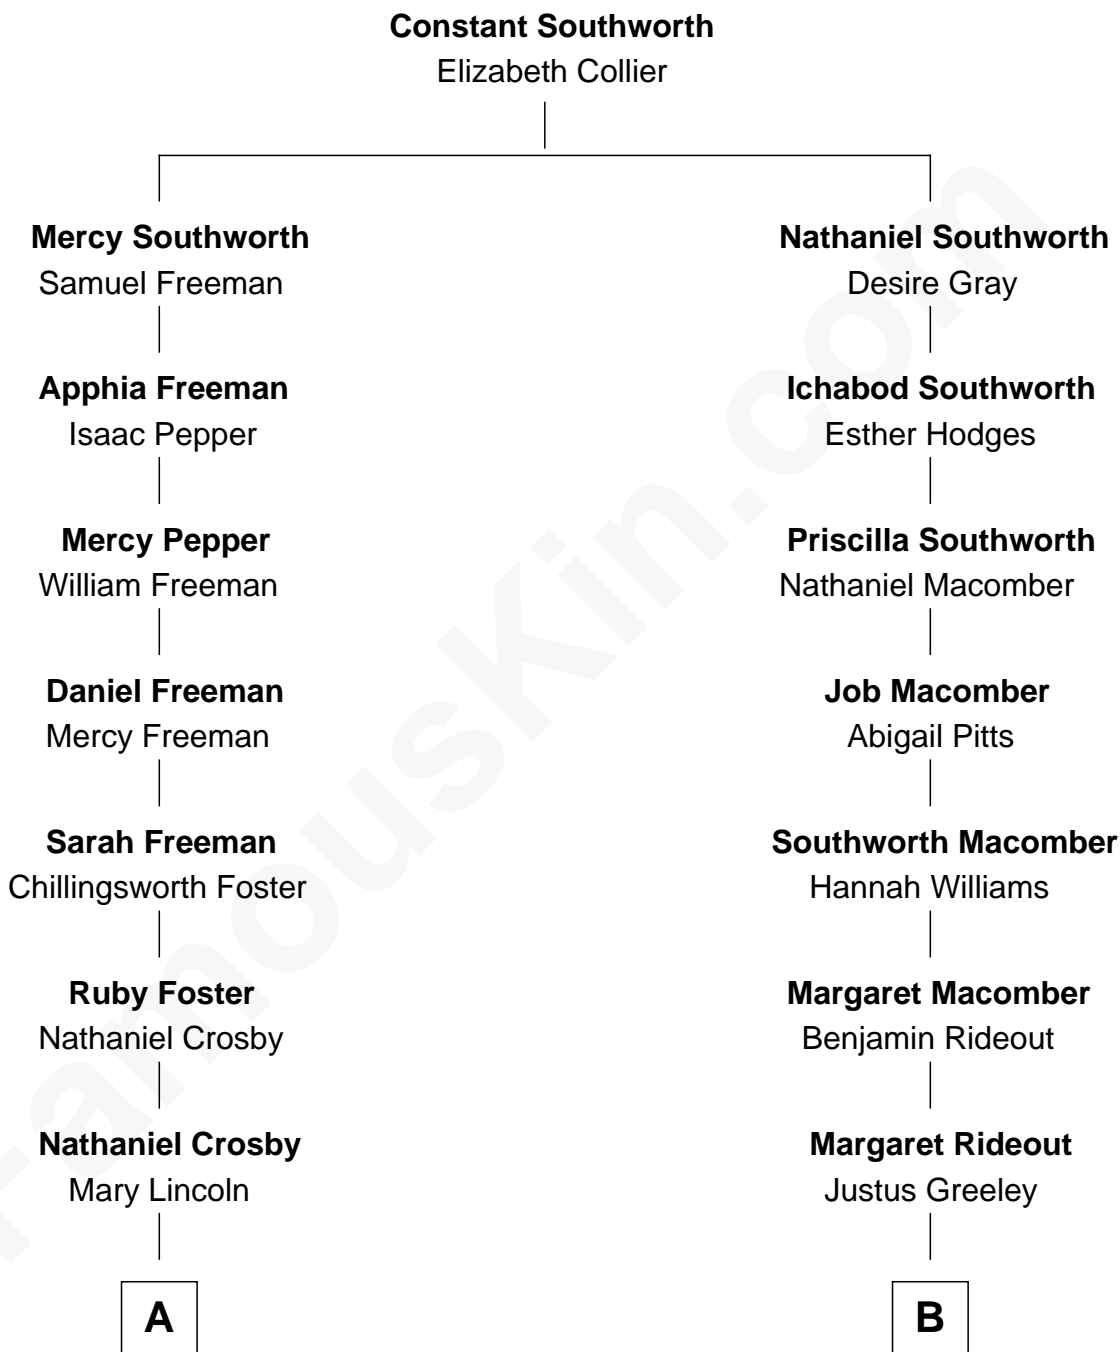 Constant Southworth
Elizabeth Collier
Mercy Southworth
Samuel Freeman
Nathaniel Southworth
Desire Gray
Apphia Freeman
Isaac Pepper
Ichabod Southworth
Esther Hodges
Mercy Pepper
William Freeman
Priscilla Southworth
Nathaniel Macomber
Daniel Freeman
Mercy Freeman
Job Macomber
Abigail Pitts
Sarah Freeman
Chillingsworth Foster
Southworth Macomber
Hannah Williams
Ruby Foster
Nathaniel Crosby
Margaret Macomber
Benjamin Rideout
Nathaniel Crosby
Mary Lincoln
Margaret Rideout
Justus Greeley
A
B
FamousKin.com